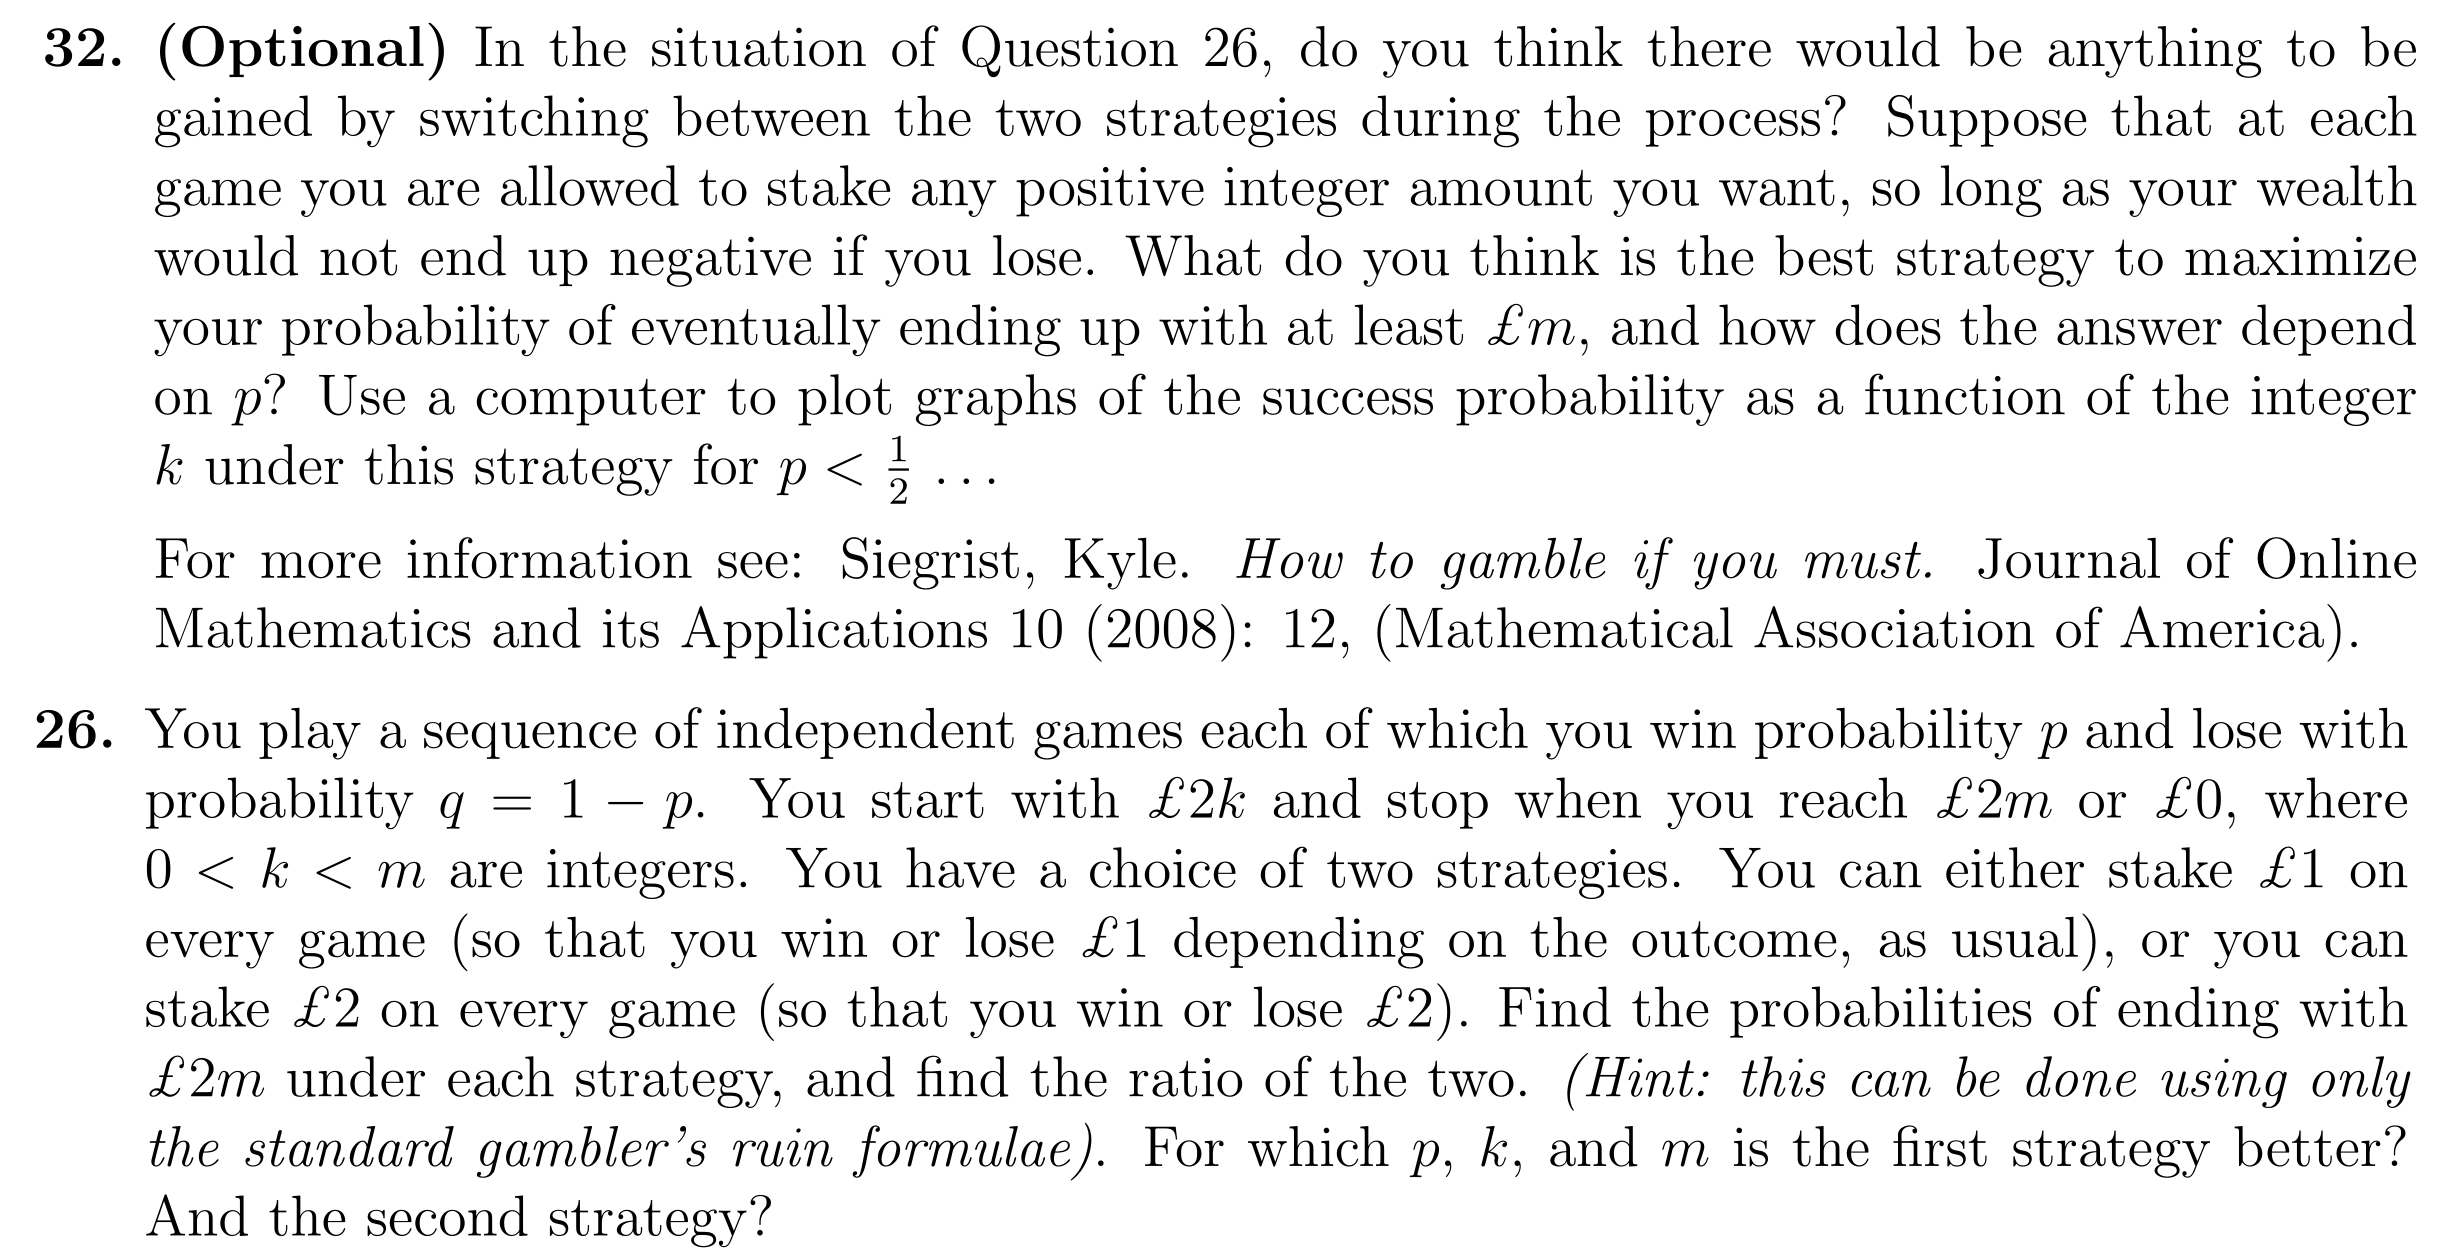 32. (Optional) In the situation of Question 26, do you think there would be anything to be
gained by switching between the two strategies during the process? Suppose that at each
game you are allowed to stake any positive integer amount you want, so long as your wealth
would not end up negative if you lose. What do you think is the best strategy to maximize
your probability of eventually ending up with at least £m, and how does the answer depend
on p? Use a computer to plot graphs of the success probability as a function of the integer
k under this strategy for p < 1/2 ...
For more information see: Siegrist, Kyle. How to gamble if you must. Journal of Online
Mathematics and its Applications 10 (2008): 12, (Mathematical Association of America).
26. You play a sequence of independent games each of which you win probability p and lose with
probability q = 1 − p. You start with £2k and stop when you reach £2m or £0, where
0 < k < m are integers. You have a choice of two strategies. You can either stake £1 on
every game (so that you win or lose £1 depending on the outcome, as usual), or you can
stake £2 on every game (so that you win or lose £2). Find the probabilities of ending with
£2m under each strategy, and find the ratio of the two. (Hint: this can be done using only
the standard gambler's ruin formulae). For which p, k, and m is the first strategy better?
And the second strategy?